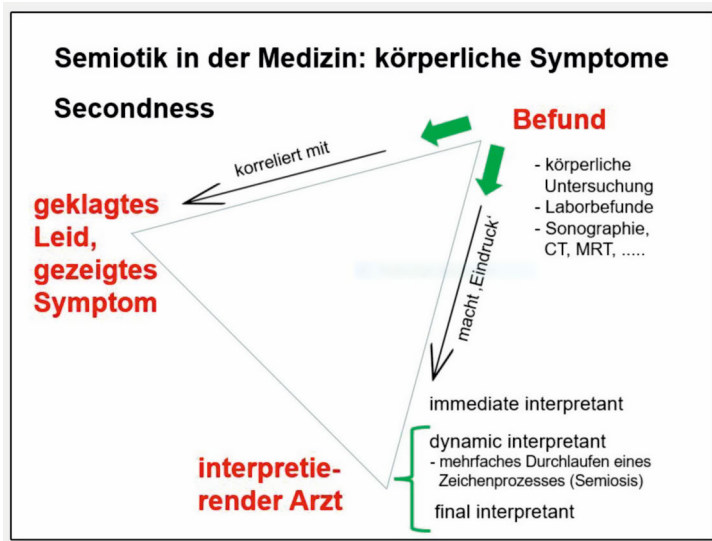 Semiotik in der Medizin: körperliche Symptome
Secondness
Befund
korreliert mit
- körperliche
Untersuchung
- Laborbefunde
- Sonographie,
CT, MRT, .....
geklagtes
Leid,
gezeigtes
Symptom
macht ‚Eindruck‘
immediate interpretant
dynamic interpretant
- mehrfaches Durchlaufen eines
Zeichenprozesses (Semiosis)
final interpretant
interpretie-
render Arzt